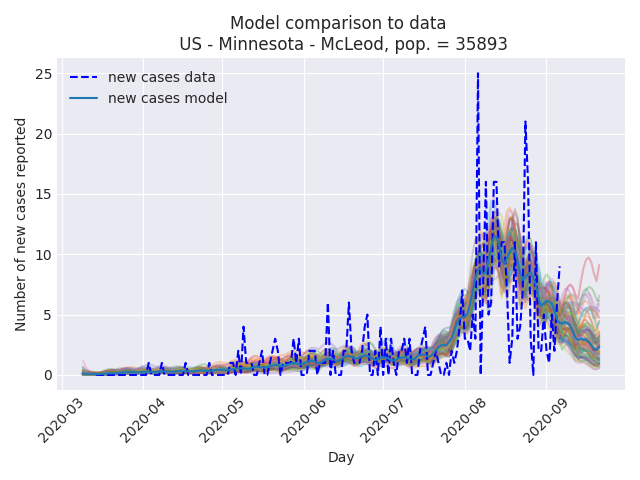 Model comparison to data
US - Minnesota - McLeod, pop. = 35893
new cases data
new cases model
Number of new cases reported
25
20
15
10
5
0
2020-03
2020-04
2020-05
2020-06
2020-07
2020-08
2020-09
Day